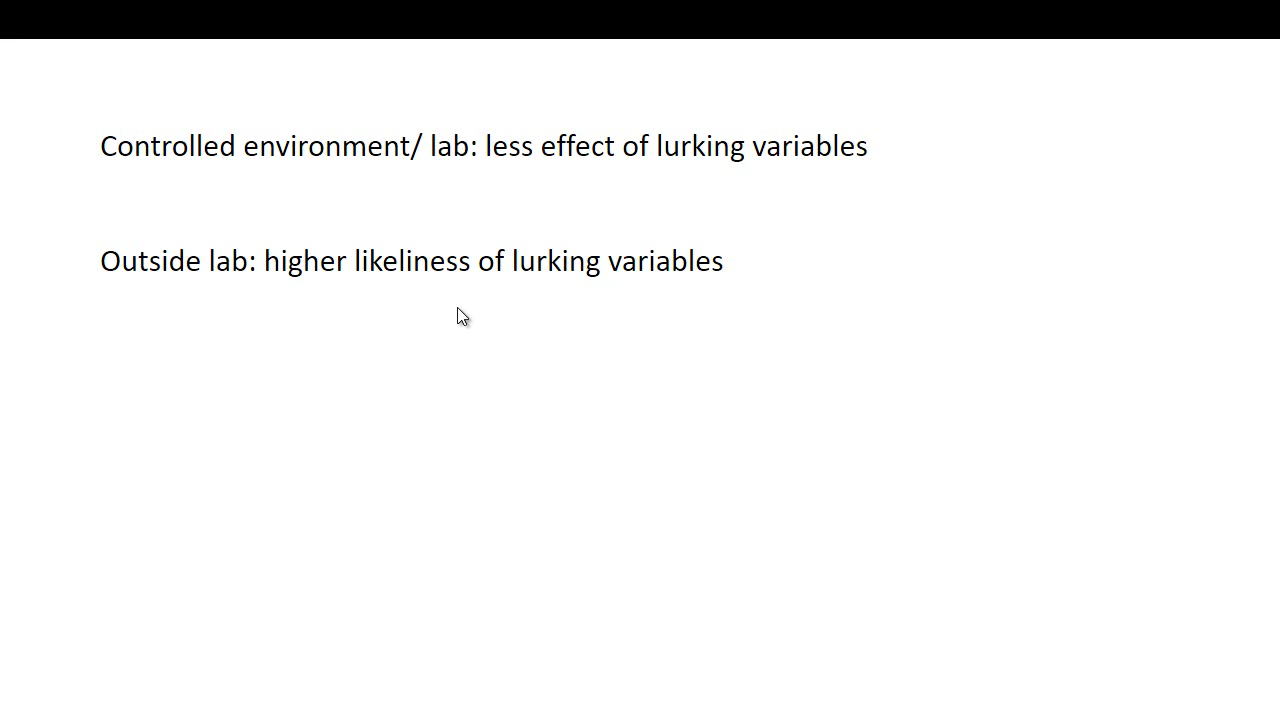 Controlled environment/ lab: less effect of lurking variables
Outside lab: higher likeliness of lurking variables